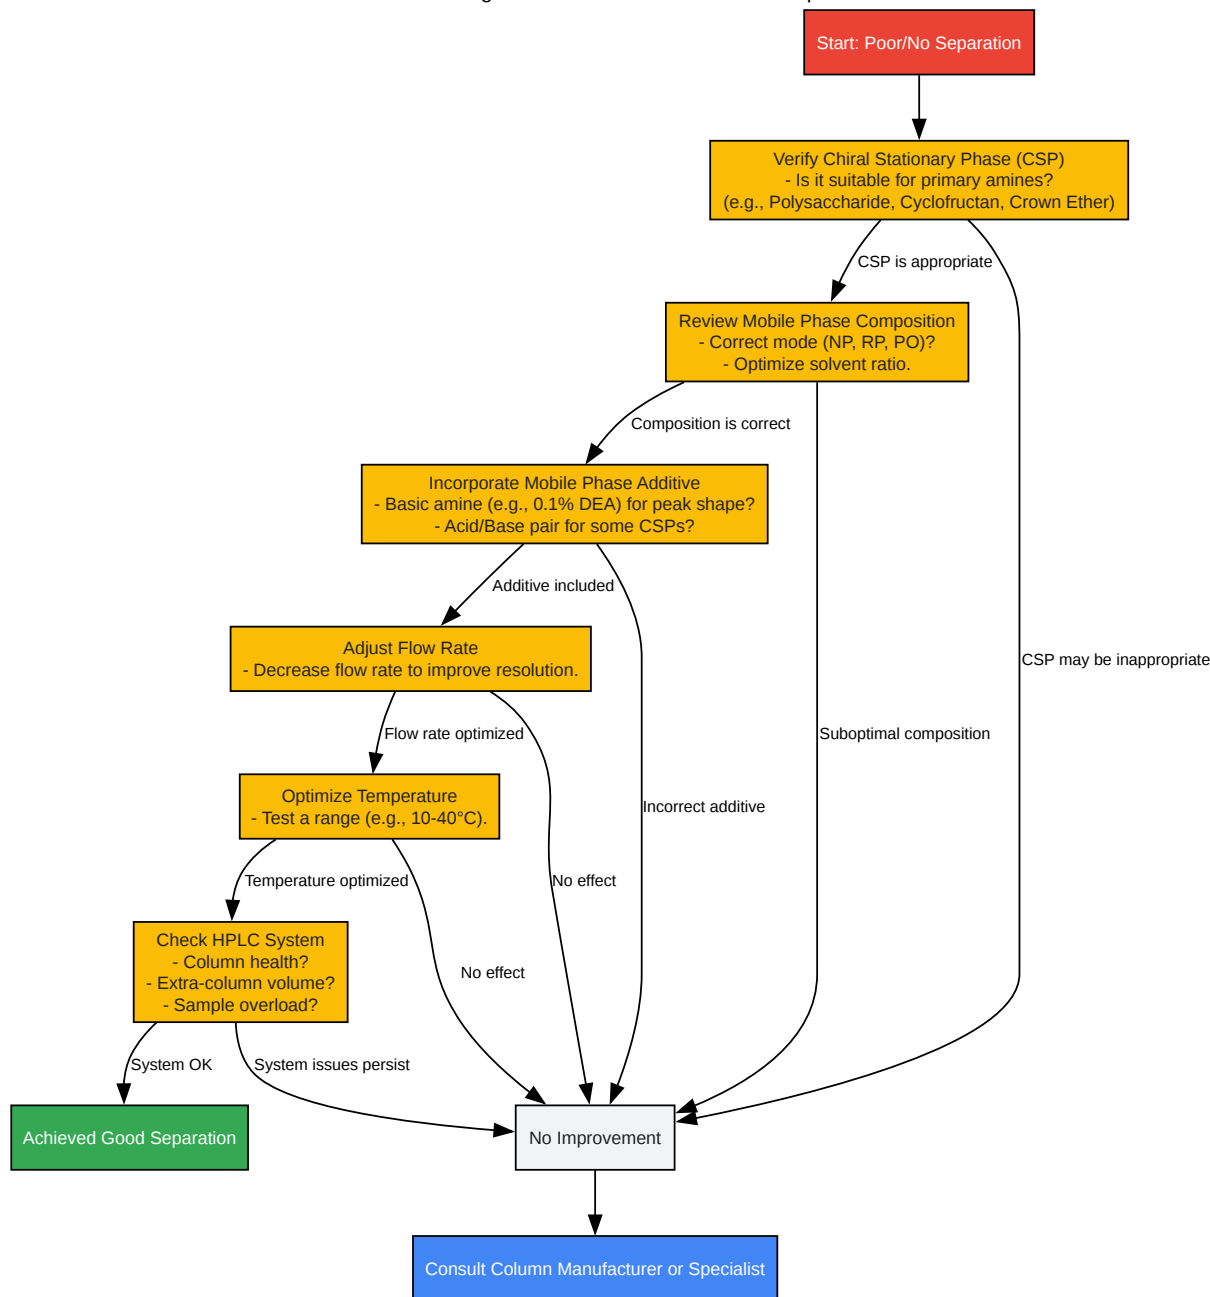 Start: Poor/No Separation
Verify Chiral Stationary Phase (CSP)
- Is it suitable for primary amines?
(e.g., Polysaccharide, Cyclofructan, Crown Ether)
CSP is appropriate
Review Mobile Phase Composition
- Correct mode (NP, RP, PO)?
- Optimize solvent ratio.
Composition is correct
Incorporate Mobile Phase Additive
- Basic amine (e.g., 0.1% DEA) for peak shape?
- Acid/Base pair for some CSPs?
Additive included
Adjust Flow Rate
- Decrease flow rate to improve resolution.
CSP may be inappropriate
Flow rate optimized
Suboptimal composition
Optimize Temperature
- Test a range (e.g., 10-40°C).
Incorrect additive
Temperature optimized
No effect
Check HPLC System
- Column health?
- Extra-column volume?
- Sample overload?
No effect
System OK
System issues persist
Achieved Good Separation
No Improvement
Consult Column Manufacturer or Specialist